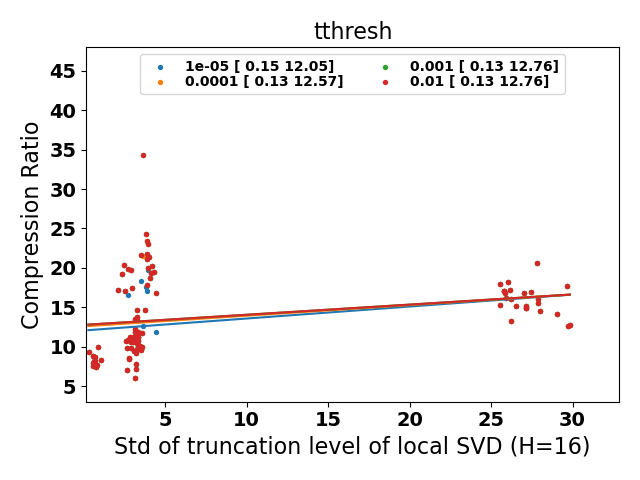 tthresh
1e-05 [ 0.15 12.05]
0.0001 [ 0.13 12.57]
0.001 [ 0.13 12.76]
0.01 [ 0.13 12.76]
Compression Ratio
45
40
35
30
25
20
15
10
5
5 10 15 20 25 30
Std of truncation level of local SVD (H=16)